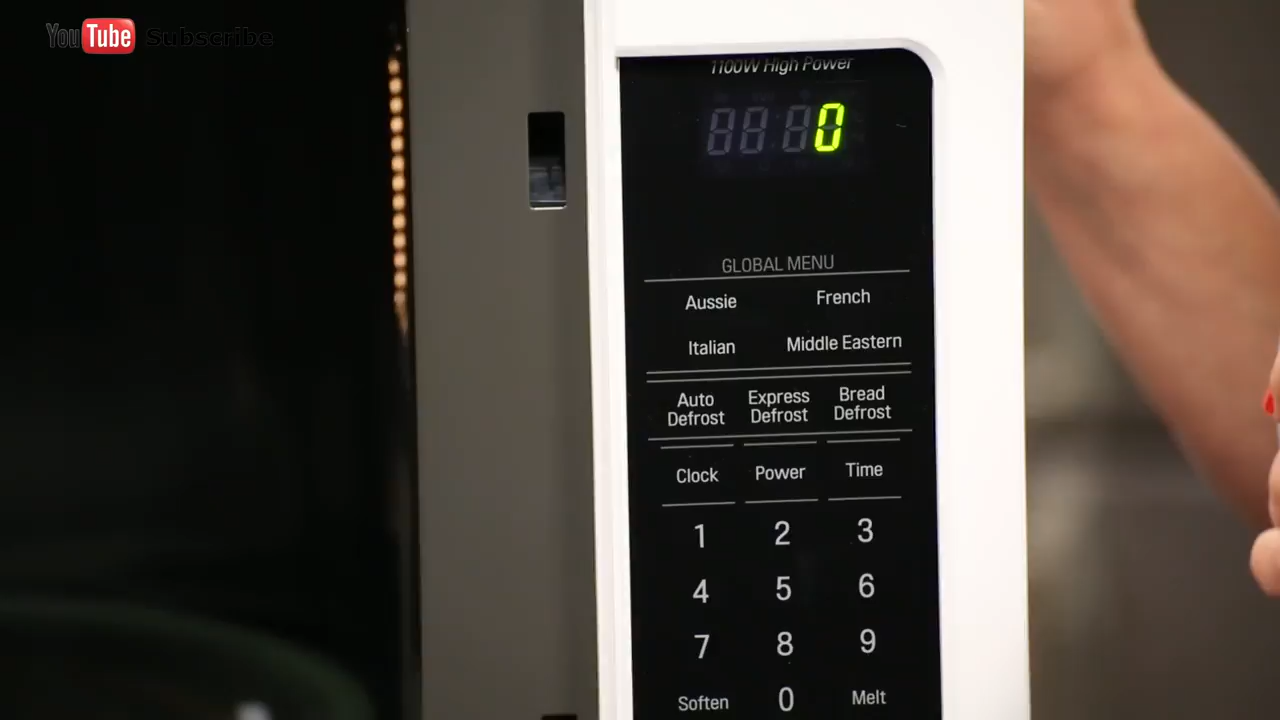 YouTube Subscribe
1100W High Power
0
GLOBAL MENU
Aussie French
Italian Middle Eastern
Auto Defrost Express Defrost Bread Defrost
Clock Power Time
1 2 3
4 5 6
7 8 9
Soften 0 Melt